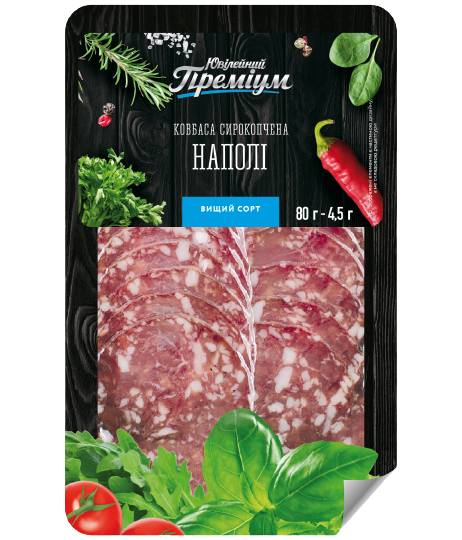 Ювілейний
Преміум
КОВБАСА СИРОКОПЧЕНА
НАПОЛІ
ВИЩИЙ СОРТ
80 г - 4,5 г